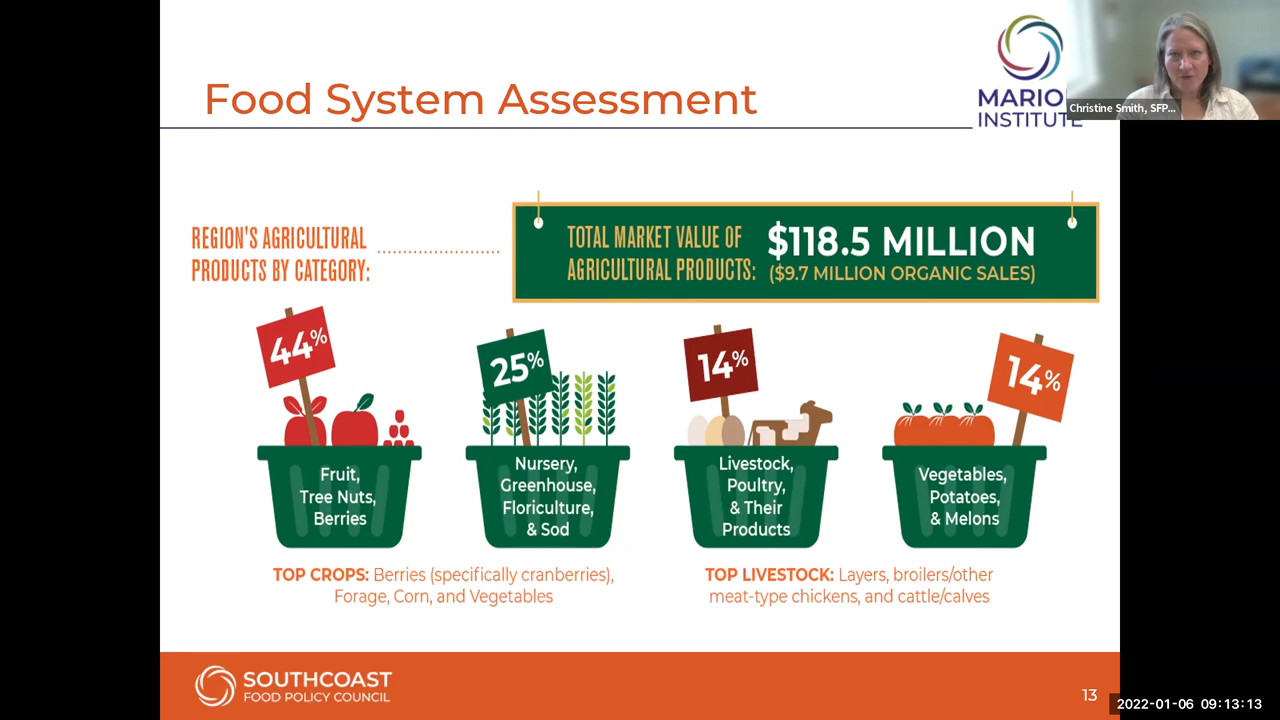 Food System Assessment
MARIO
INSTITUTE
Christine Smith, SFP...
REGION'S AGRICULTURAL
PRODUCTS BY CATEGORY:
TOTAL MARKET VALUE OF
AGRICULTURAL PRODUCTS:
$118.5 MILLION
($9.7 MILLION ORGANIC SALES)
44%
Fruit,
Tree Nuts,
Berries
25%
Nursery,
Greenhouse,
Floriculture,
& Sod
14%
Livestock,
Poultry,
& Their
Products
14%
Vegetables,
Potatoes,
& Melons
TOP CROPS: Berries (specifically cranberries),
Forage, Corn, and Vegetables
TOP LIVESTOCK: Layers, broilers/other
meat-type chickens, and cattle/calves
SOUTHCOAST
FOOD POLICY COUNCIL
13
2022-01-06 09:13:13